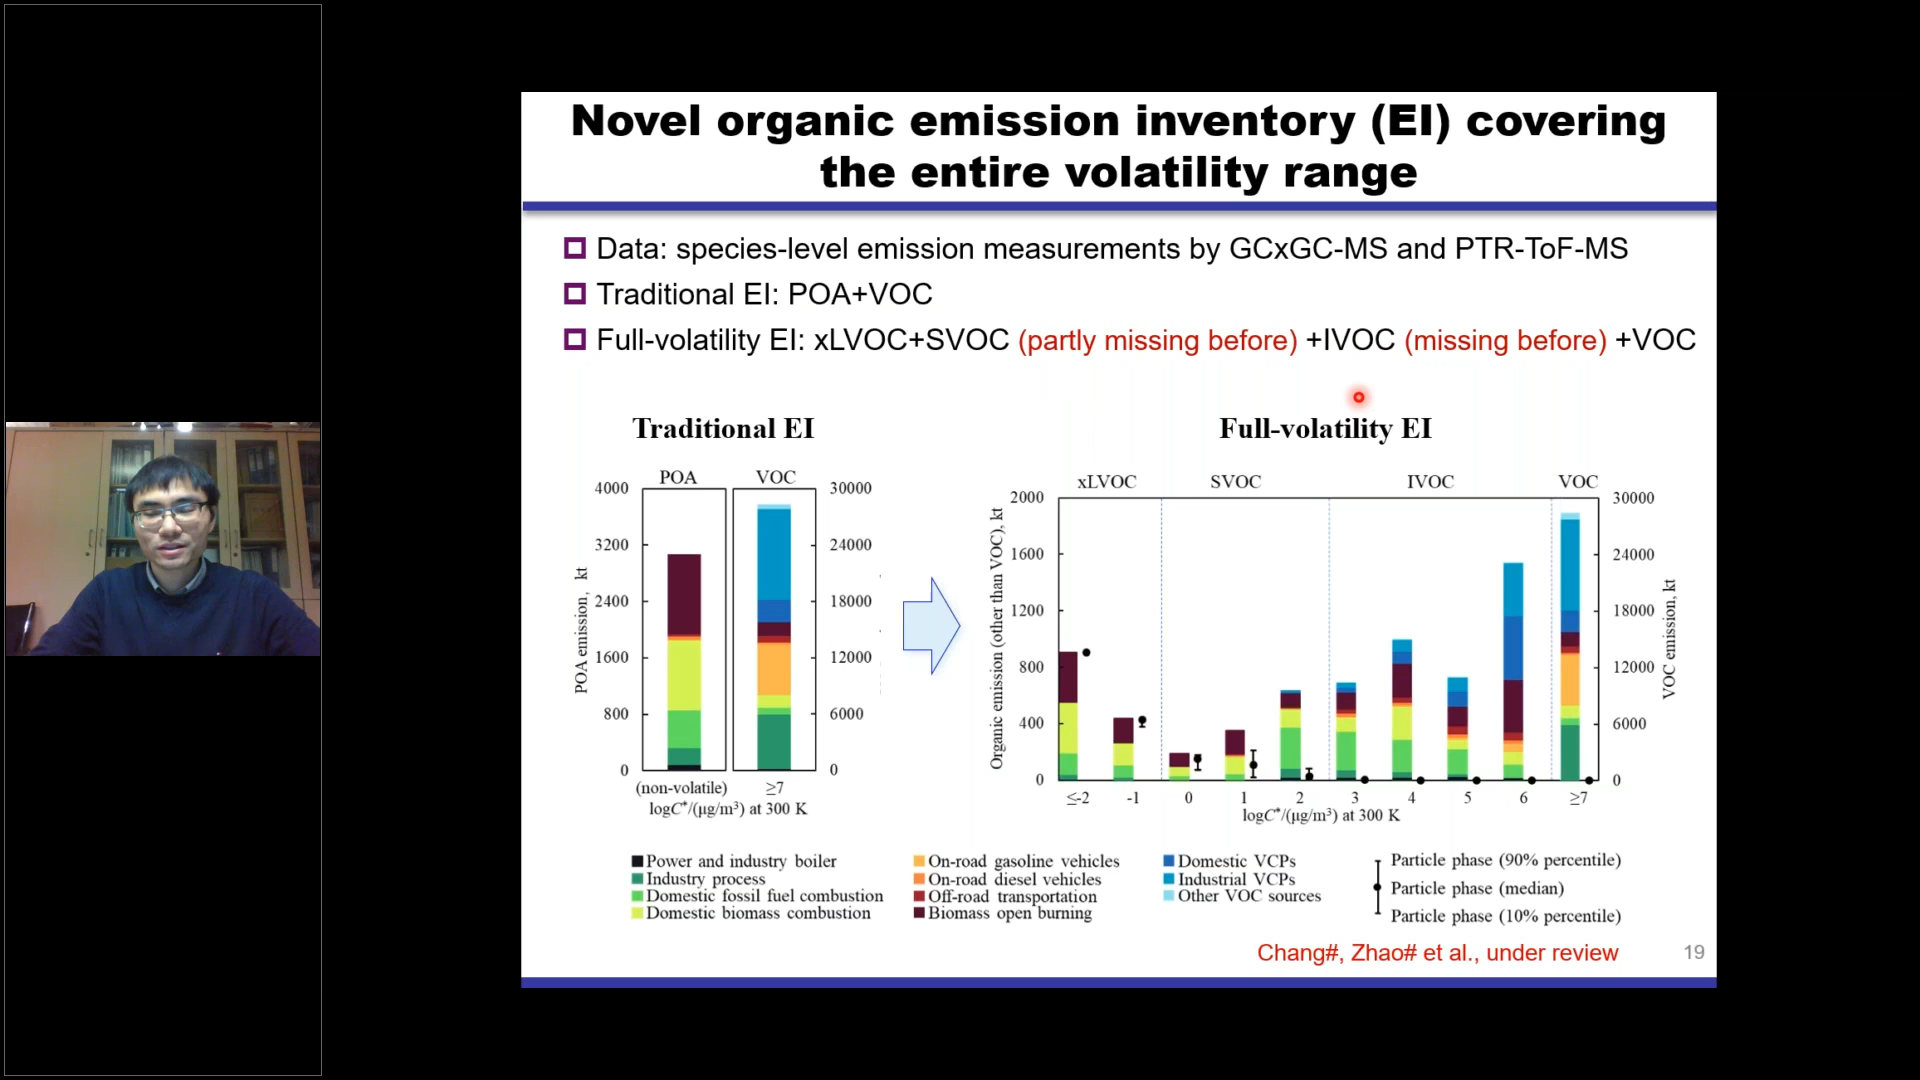 Novel organic emission inventory (EI) covering
the entire volatility range
Data: species-level emission measurements by GCxGC-MS and PTR-ToF-MS
Traditional EI: POA+VOC
Full-volatility EI: xLVOC+SVOC (partly missing before) +IVOC (missing before) +VOC
Traditional EI
POA VOC
4000 30000
3200 24000
2400 18000
1600 12000
800 6000
0 0
POA emission, kt
(non-volatile) ≥7
logC*/(μg/m³) at 300 K
Full-volatility EI
xLVOC SVOC IVOC VOC
2000 30000
1600 24000
1200 18000
800 12000
400 6000
0 0
Organic emission (other than VOC), kt
VOC emission, kt
≤-2 -1 0 1 2 3 4 5 6 ≥7
logC*/(μg/m³) at 300 K
Power and industry boiler
Industry process
Domestic fossil fuel combustion
Domestic biomass combustion
On-road gasoline vehicles
On-road diesel vehicles
Off-road transportation
Biomass open burning
Domestic VCPs
Industrial VCPs
Other VOC sources
Particle phase (90% percentile)
Particle phase (median)
Particle phase (10% percentile)
Chang#, Zhao# et al., under review
19